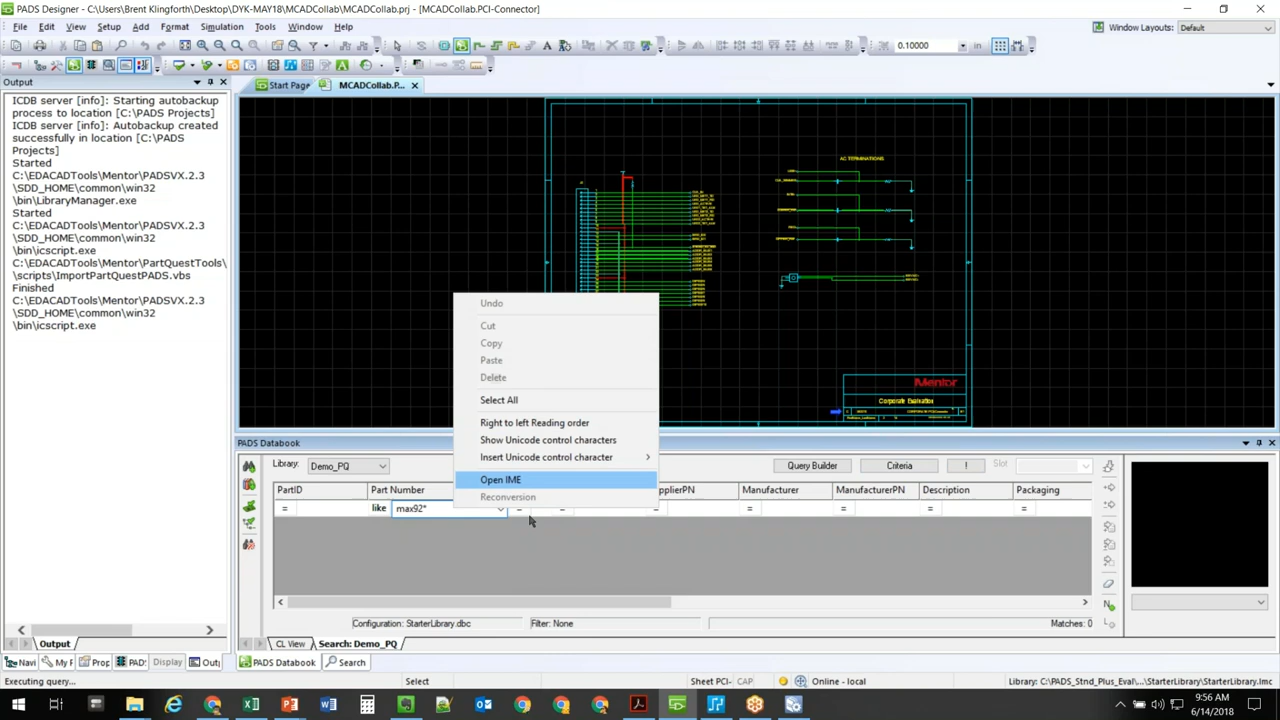 PADS Designer - C:\Users\Brent Klingforth\Desktop\DYK-MAY18\MCADCollab\MCADCollab.prj - [MCADCollab.PCI-Connector]
File Edit View Setup Add Format Simulation Tools Window Help
Window Layouts: Default
0.10000 in
Output
Start Page MCADCollab.P...
ICDB server [info]: Starting autobackup
process to location [C:\PADS Projects]
ICDB server [info]: Autobackup created
successfully in location [C:\PADS
Projects]
Started
C:\EDACADTools\Mentor\PADSVX.2.3
\SDD_HOME\common\win32
\bin\LibraryManager.exe
Started
C:\EDACADTools\Mentor\PADSVX.2.3
\SDD_HOME\common\win32
\bin\icscript.exe
C:\EDACADTools\Mentor\PartQuestTools\
\scripts\ImportPartQuestPADS.vbs
Finished
C:\EDACADTools\Mentor\PADSVX.2.3
\SDD_HOME\common\win32
\bin\icscript.exe
AC TERMINATIONS
Mentor
Corporate Evaluation
Undo
Cut
Copy
Paste
Delete
Select All
Right to left Reading order
Show Unicode control characters
Insert Unicode control character
Open IME
Reconversion
PADS Databook
Library: Demo_PQ Query Builder Criteria ! Slot
PartID Part Number upplierPN Manufacturer ManufacturerPN Description Packaging
= like max92* = = = = = =
Configuration: StarterLibrary.dbc Filter: None Matches: 0
Output CL View Search: Demo_PQ
Navi My P Prop PAD: Display Outp PADS Databook Search
Executing query... Select Sheet PCI- CAP Online - local Library: C:\PADS_Stnd_Plus_Eval\...\StarterLibrary\StarterLibrary.lmc
9:56 AM
6/14/2018